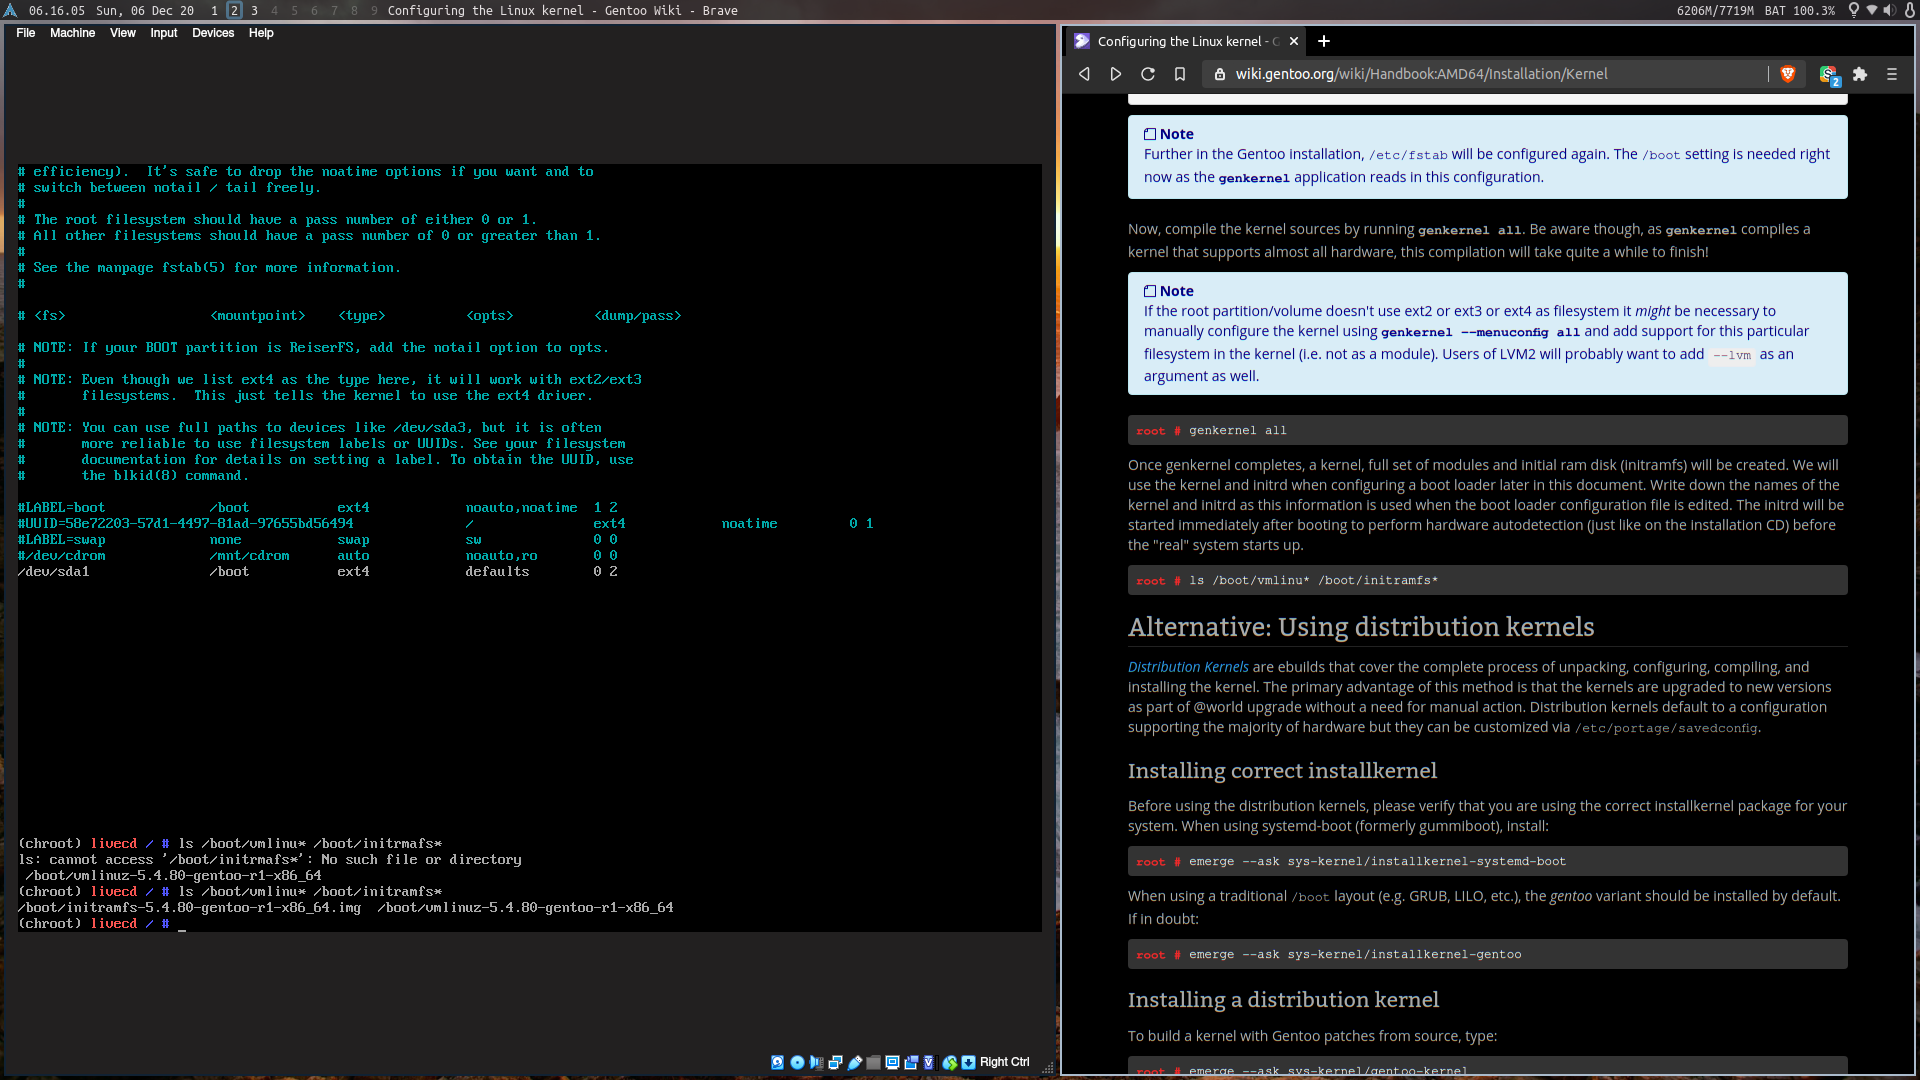 06.16.05 Sun, 06 Dec 20 1 2 3 4 5 6 7 8 9 Configuring the Linux kernel - Gentoo Wiki - Brave
6206M/7719M BAT 100.3%
File Machine View Input Devices Help
# efficiency).  It's safe to drop the noatime options if you want and to
# switch between notail / tail freely.
#
# The root filesystem should have a pass number of either 0 or 1.
# All other filesystems should have a pass number of 0 or greater than 1.
#
# See the manpage fstab(5) for more information.
#
# <fs> <mountpoint> <type> <opts> <dump/pass>
# NOTE: If your BOOT partition is ReiserFS, add the notail option to opts.
#
# NOTE: Even though we list ext4 as the type here, it will work with ext2/ext3
#       filesystems.  This just tells the kernel to use the ext4 driver.
#
# NOTE: You can use full paths to devices like /dev/sda3, but it is often
#       more reliable to use filesystem labels or UUIDs. See your filesystem
#       documentation for details on setting a label. To obtain the UUID, use
#       the blkid(8) command.
#LABEL=boot /boot ext4 noauto,noatime 1 2
#UUID=58e72203-57d1-4497-81ad-97655bd56494 / ext4 noatime 0 1
#LABEL=swap none swap sw 0 0
#/dev/cdrom /mnt/cdrom auto noauto,ro 0 0
/dev/sda1 /boot ext4 defaults 0 2
(chroot) livecd / # ls /boot/vmlinu* /boot/initrmafs*
ls: cannot access '/boot/initrmafs*': No such file or directory
/boot/vmlinuz-5.4.80-gentoo-r1-x86_64
(chroot) livecd / # ls /boot/vmlinu* /boot/initramfs*
/boot/initramfs-5.4.80-gentoo-r1-x86_64.img  /boot/vmlinuz-5.4.80-gentoo-r1-x86_64
(chroot) livecd / # _
Right Ctrl
Configuring the Linux kernel - G
wiki.gentoo.org/wiki/Handbook:AMD64/Installation/Kernel
2
Note
Further in the Gentoo installation, /etc/fstab will be configured again. The /boot setting is needed right
now as the genkernel application reads in this configuration.
Now, compile the kernel sources by running genkernel all. Be aware though, as genkernel compiles a
kernel that supports almost all hardware, this compilation will take quite a while to finish!
Note
If the root partition/volume doesn't use ext2 or ext3 or ext4 as filesystem it might be necessary to
manually configure the kernel using genkernel --menuconfig all and add support for this particular
filesystem in the kernel (i.e. not as a module). Users of LVM2 will probably want to add --lvm as an
argument as well.
root # genkernel all
Once genkernel completes, a kernel, full set of modules and initial ram disk (initramfs) will be created. We will
use the kernel and initrd when configuring a boot loader later in this document. Write down the names of the
kernel and initrd as this information is used when the boot loader configuration file is edited. The initrd will be
started immediately after booting to perform hardware autodetection (just like on the installation CD) before
the "real" system starts up.
root # ls /boot/vmlinu* /boot/initramfs*
Alternative: Using distribution kernels
Distribution Kernels are ebuilds that cover the complete process of unpacking, configuring, compiling, and
installing the kernel. The primary advantage of this method is that the kernels are upgraded to new versions
as part of @world upgrade without a need for manual action. Distribution kernels default to a configuration
supporting the majority of hardware but they can be customized via /etc/portage/savedconfig.
Installing correct installkernel
Before using the distribution kernels, please verify that you are using the correct installkernel package for your
system. When using systemd-boot (formerly gummiboot), install:
root # emerge --ask sys-kernel/installkernel-systemd-boot
When using a traditional /boot layout (e.g. GRUB, LILO, etc.), the gentoo variant should be installed by default.
If in doubt:
root # emerge --ask sys-kernel/installkernel-gentoo
Installing a distribution kernel
To build a kernel with Gentoo patches from source, type:
root # emerge --ask sys-kernel/gentoo-kernel